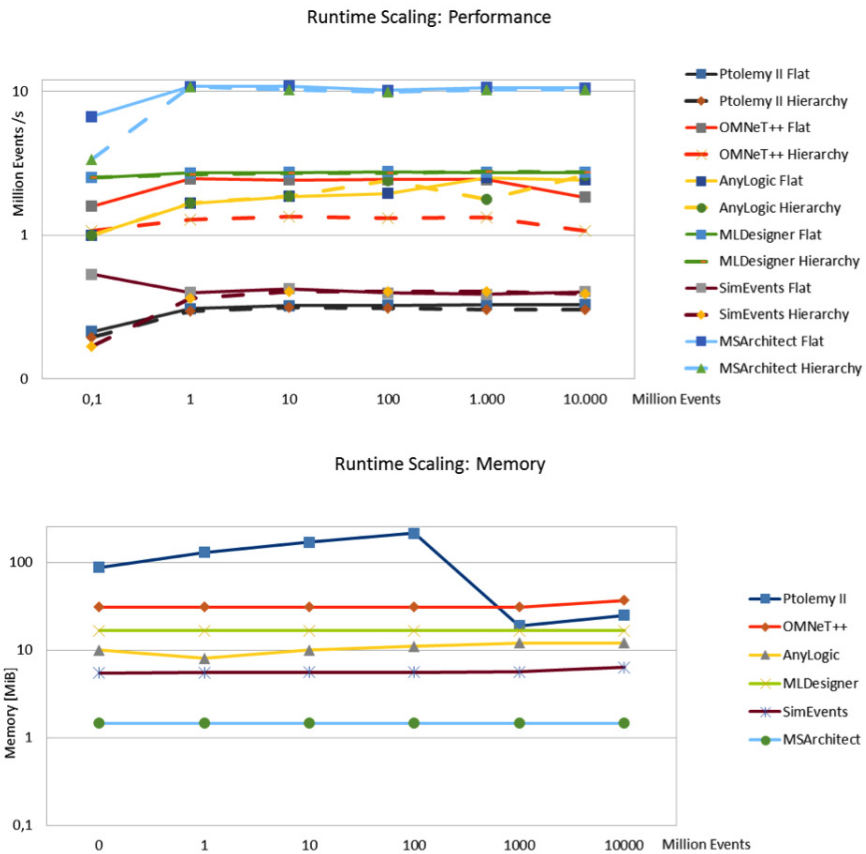 Runtime Scaling: Performance
Million Events /s
10
1
0
0,1 1 10 100 1.000 10.000 Million Events
Ptolemy II Flat
Ptolemy II Hierarchy
OMNeT++ Flat
OMNeT++ Hierarchy
AnyLogic Flat
AnyLogic Hierarchy
MLDesigner Flat
MLDesigner Hierarchy
SimEvents Flat
SimEvents Hierarchy
MSArchitect Flat
MSArchitect Hierarchy
Runtime Scaling: Memory
Memory [MiB]
100
10
1
0,1
0 1 10 100 1000 10000 Million Events
Ptolemy II
OMNeT++
AnyLogic
MLDesigner
SimEvents
MSArchitect